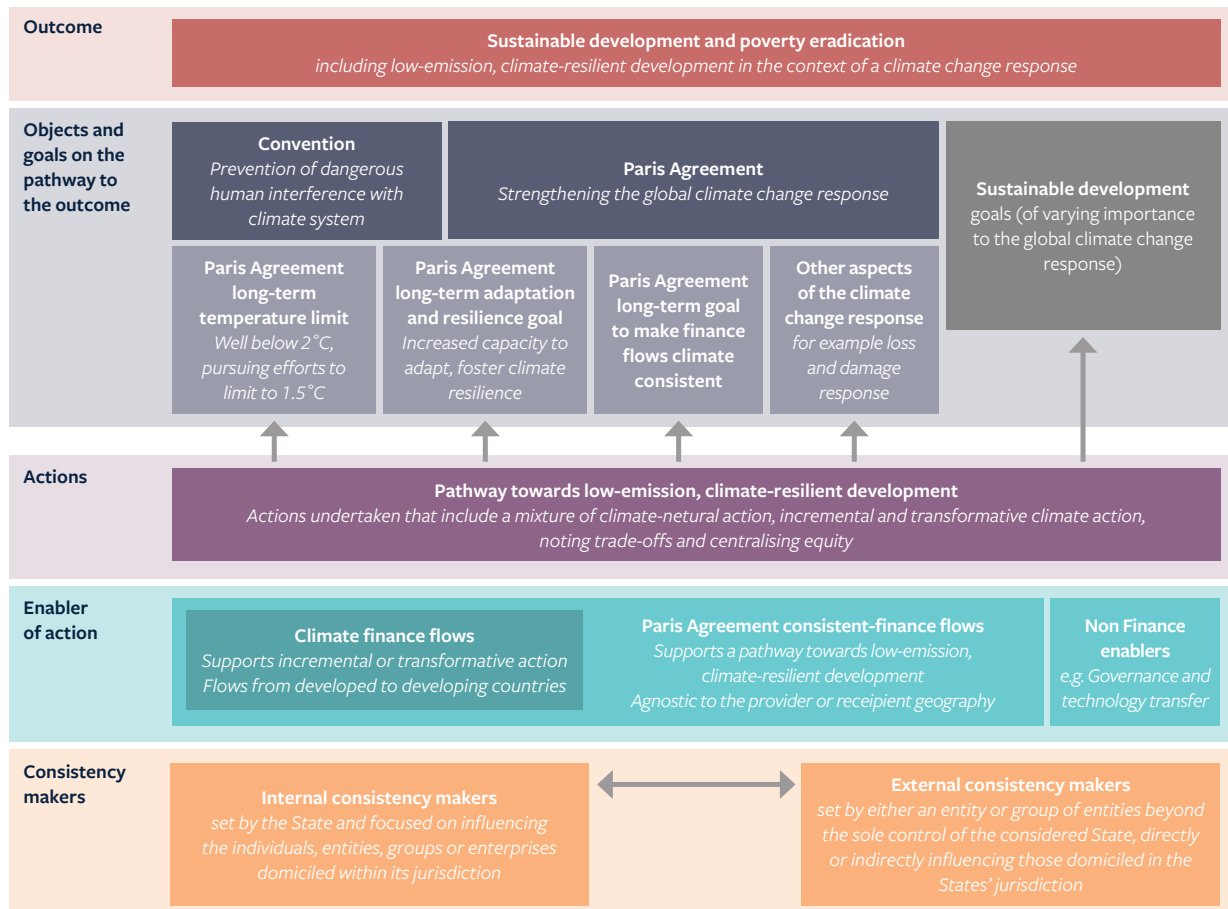 Outcome
Sustainable development and poverty eradication
including low-emission, climate-resilient development in the context of a climate change response
Objects and
goals on the
pathway to
the outcome
Convention
Prevention of dangerous
human interference with
climate system
Paris Agreement
Strengthening the global climate change response
Sustainable development
goals (of varying importance
to the global climate change
response)
Paris Agreement
long-term
temperature limit
Well below 2˚C,
pursuing efforts to
limit to 1.5˚C
Paris Agreement
long-term adaptation
and resilience goal
Increased capacity to
adapt, foster climate
resilience
Paris Agreement
long-term goal
to make finance
flows climate
consistent
Other aspects
of the climate
change response
for example loss
and damage
response
Actions
Pathway towards low-emission, climate-resilient development
Actions undertaken that include a mixture of climate-netural action, incremental and transformative climate action,
noting trade-offs and centralising equity
Enabler
of action
Climate finance flows
Supports incremental or transformative action
Flows from developed to developing countries
Paris Agreement consistent-finance flows
Supports a pathway towards low-emission,
climate-resilient development
Agnostic to the provider or receipient geography
Non Finance
enablers
e.g. Governance and
technology transfer
Consistency
makers
Internal consistency makers
set by the State and focused on influencing
the individuals, entities, groups or enterprises
domiciled within its jurisdiction
External consistency makers
set by either an entity or group of entities beyond
the sole control of the considered State, directly
or indirectly influencing those domiciled in the
States' jurisdiction